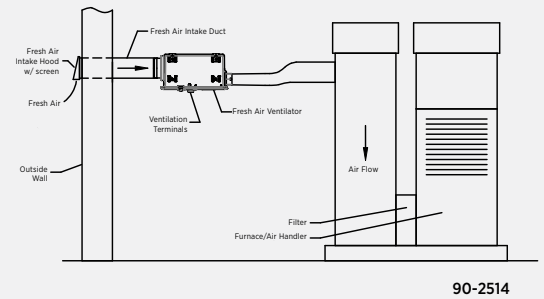 Fresh Air Intake Duct
Fresh Air
Intake Hood
w/ screen
Fresh Air
Fresh Air Ventilator
Ventilation
Terminals
Outside
Wall
Air Flow
Filter
Furnace/Air Handler
90-2514